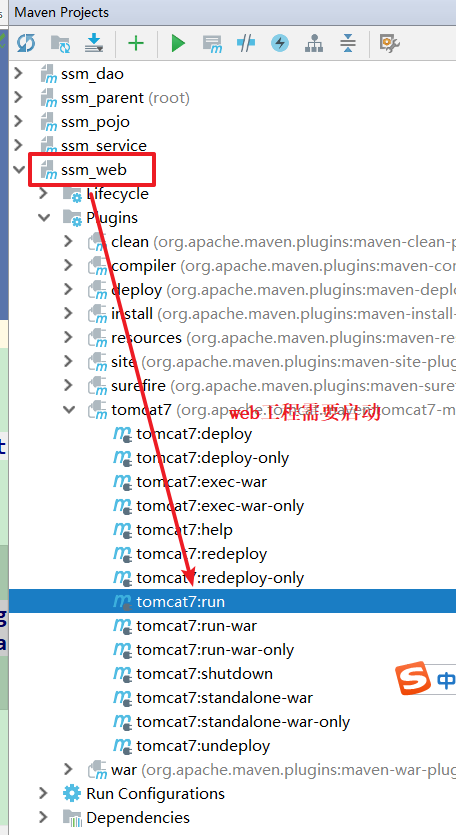 Maven Projects
ssm_dao
ssm_parent (root)
ssm_pojo
ssm_service
ssm_web
Lifecycle
Plugins
clean (org.apache.maven.plugins:maven-clean-p
compiler (org.apache.maven.plugins:maven-con
deploy (org.apache.maven.plugins:maven-deplo
install (org.apache.maven.plugins:maven-install-
resources (org.apache.maven.plugins:maven-res
site (org.apache.maven.plugins:maven-site-plug
surefire (org.apache.maven.plugins:maven-suref
tomcat7 (org.apache.tomcat.maven:tomcat7-m
web工程需要启动
tomcat7:deploy
tomcat7:deploy-only
tomcat7:exec-war
tomcat7:exec-war-only
tomcat7:help
tomcat7:redeploy
tomcat7:redeploy-only
tomcat7:run
tomcat7:run-war
tomcat7:run-war-only
tomcat7:shutdown
tomcat7:standalone-war
tomcat7:standalone-war-only
tomcat7:undeploy
war (org.apache.maven.plugins:maven-war-plug
Run Configurations
Dependencies
S 中